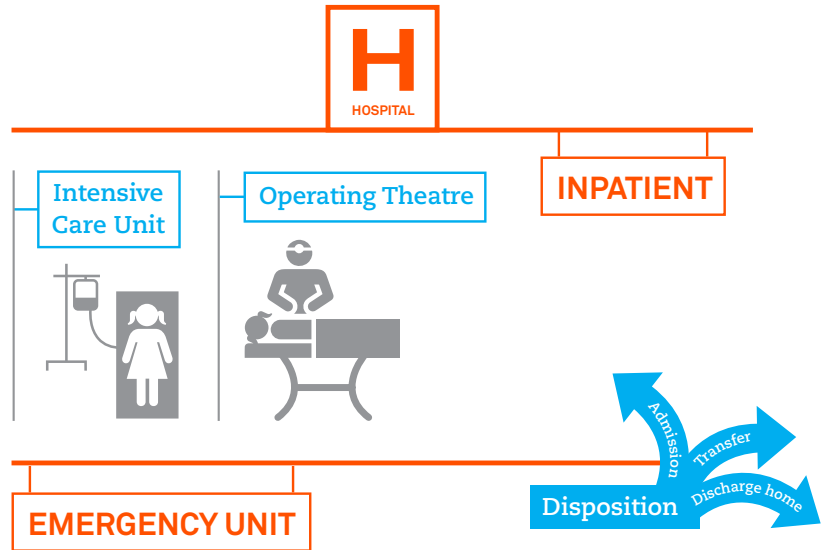 H
HOSPITAL
INPATIENT
Intensive
Care Unit
Operating Theatre
Admission
Transfer
Discharge home
Disposition
EMERGENCY UNIT